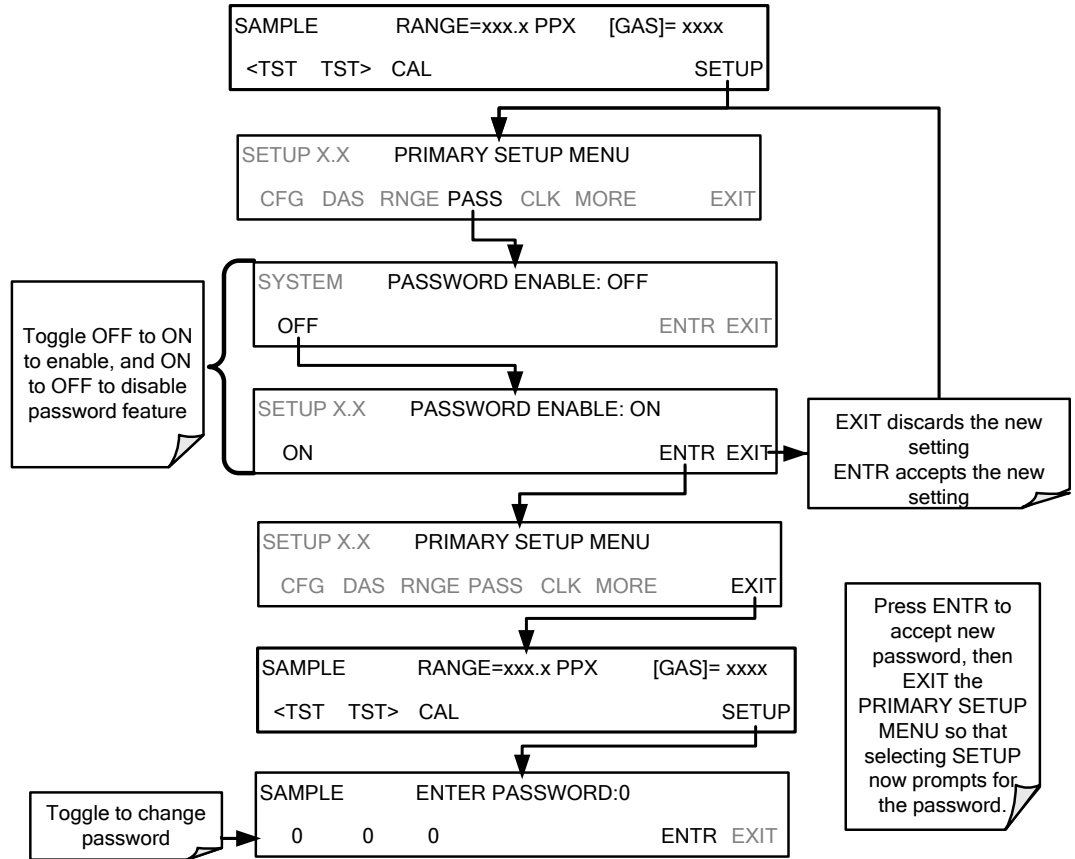 SAMPLE RANGE=xxx.x PPX [GAS]= xxxx
<TST TST> CAL SETUP
SETUP X.X PRIMARY SETUP MENU
CFG DAS RNGE PASS CLK MORE EXIT
SYSTEM PASSWORD ENABLE: OFF
OFF ENTR EXIT
Toggle OFF to ON
to enable, and ON
to OFF to disable
password feature
SETUP X.X PASSWORD ENABLE: ON
ON ENTR EXIT
EXIT discards the new
setting
ENTR accepts the new
setting
SETUP X.X PRIMARY SETUP MENU
CFG DAS RNGE PASS CLK MORE EXIT
SAMPLE RANGE=xxx.x PPX [GAS]= xxxx
<TST TST> CAL SETUP
Press ENTR to
accept new
password, then
EXIT the
PRIMARY SETUP
MENU so that
selecting SETUP
now prompts for
the password.
Toggle to change
password
SAMPLE ENTER PASSWORD:0
0 0 0 ENTR EXIT